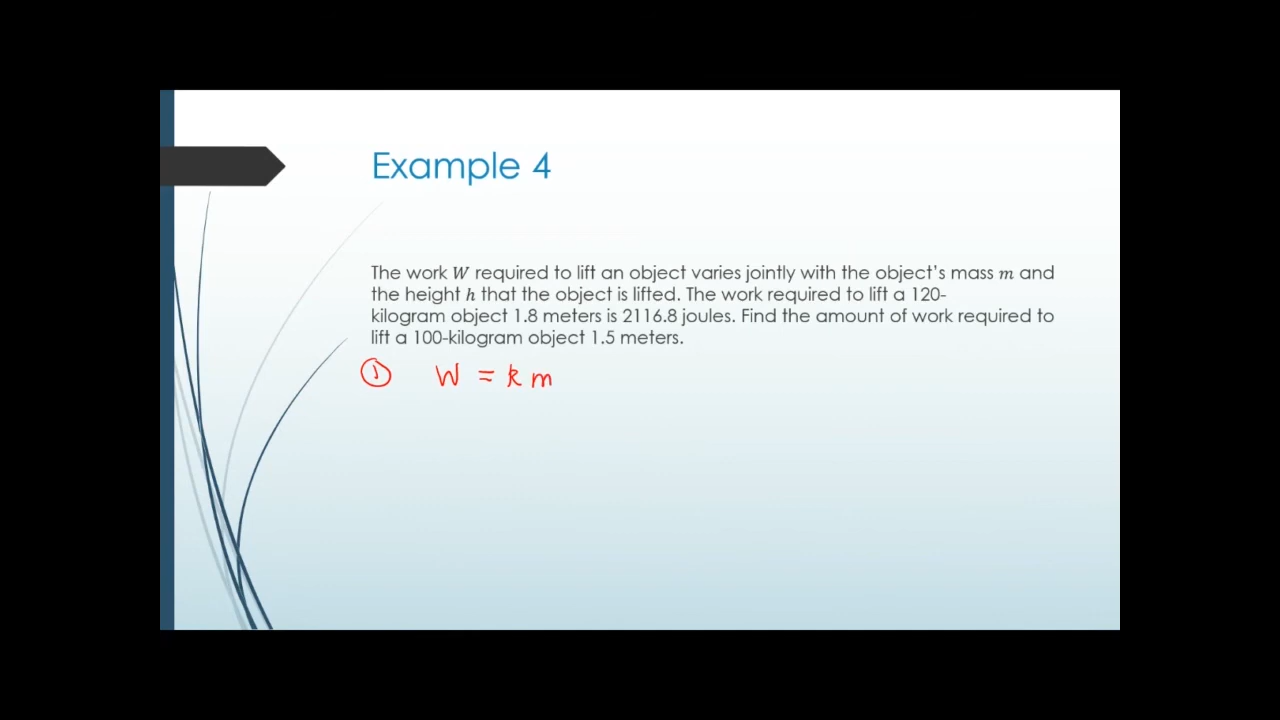 Example 4
The work W required to lift an object varies jointly with the object's mass m and
the height h that the object is lifted. The work required to lift a 120-
kilogram object 1.8 meters is 2116.8 joules. Find the amount of work required to
lift a 100-kilogram object 1.5 meters.
① W = k m